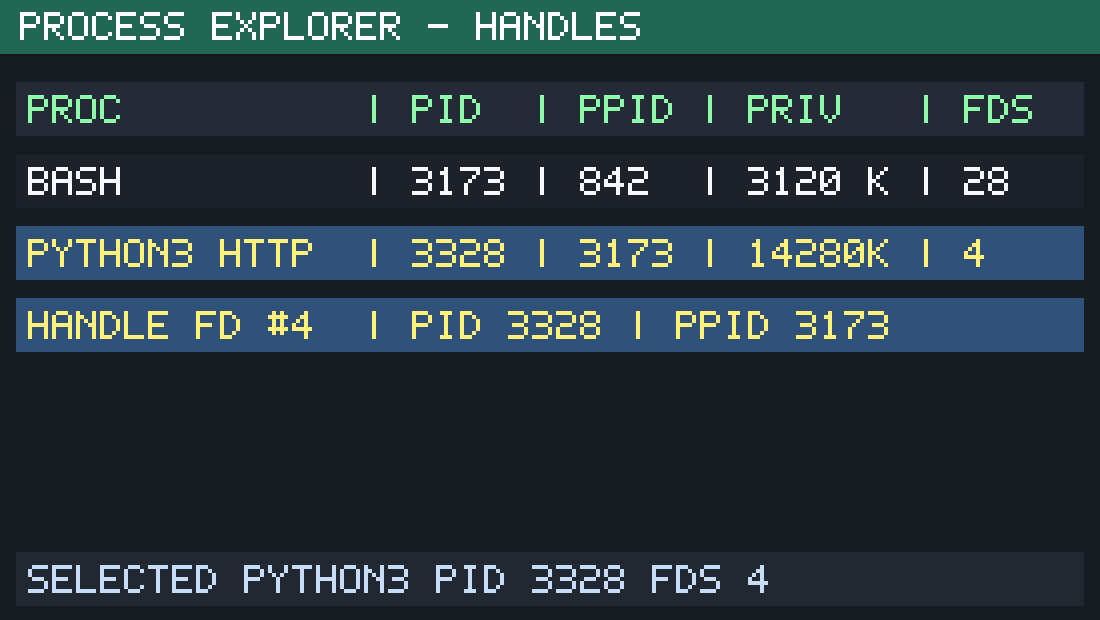 PROCESS EXPLORER - HANDLES
PROC | PID | PPID | PRIV | FDS
BASH | 3173 | 842 | 3120 K | 28
PYTHON3 HTTP | 3328 | 3173 | 14280K | 4
HANDLE FD #4 | PID 3328 | PPID 3173
SELECTED PYTHON3 PID 3328 FDS 4